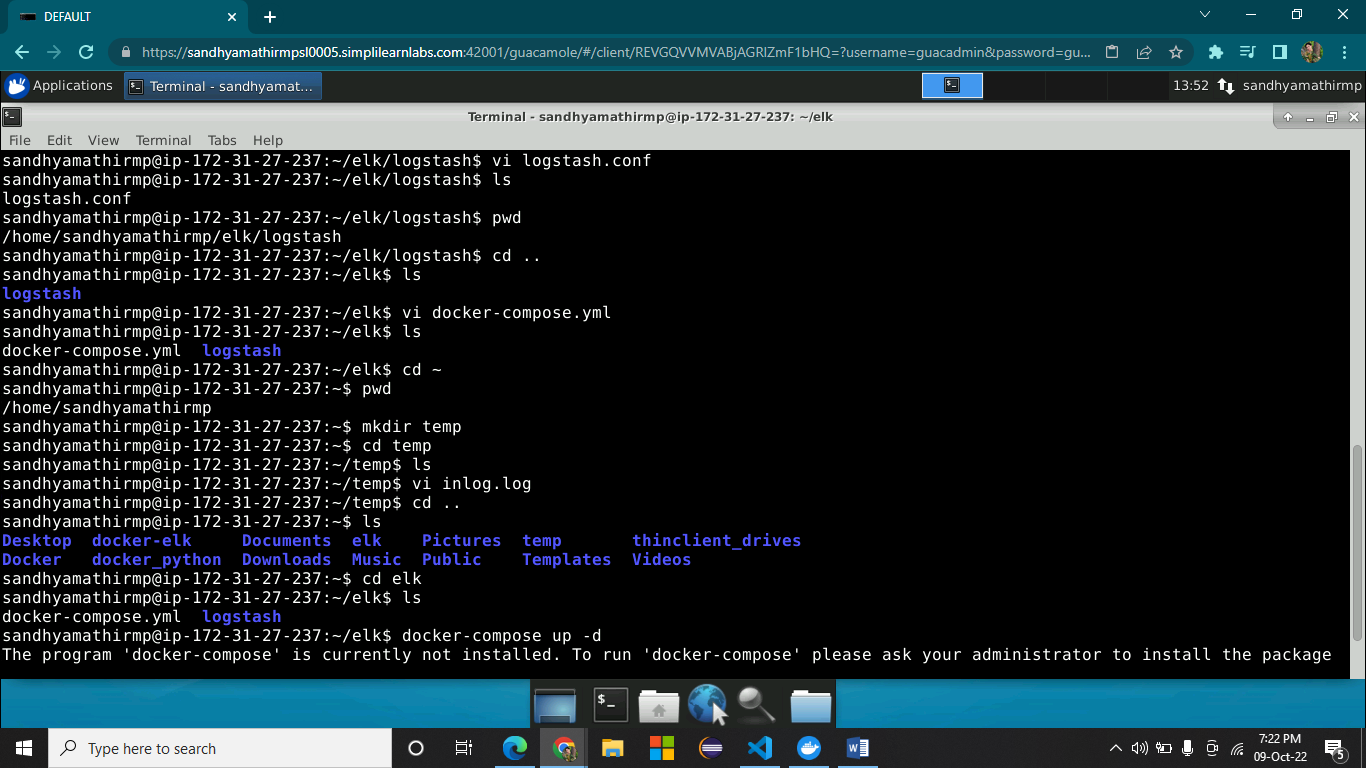 DEFAULT
https://sandhyamathirmpsl0005.simplilearnlabs.com:42001/guacamole/#/client/REVGQVVMVABjAGRlZmF1bHQ=?username=guacadmin&password=gu...
Applications
Terminal - sandhyamat...
13:52
sandhyamathirmp
Terminal - sandhyamathirmp@ip-172-31-27-237: ~/elk
File Edit View Terminal Tabs Help
sandhyamathirmp@ip-172-31-27-237:~/elk/logstash$ vi logstash.conf
sandhyamathirmp@ip-172-31-27-237:~/elk/logstash$ ls
logstash.conf
sandhyamathirmp@ip-172-31-27-237:~/elk/logstash$ pwd
/home/sandhyamathirmp/elk/logstash
sandhyamathirmp@ip-172-31-27-237:~/elk/logstash$ cd ..
sandhyamathirmp@ip-172-31-27-237:~/elk$ ls
logstash
sandhyamathirmp@ip-172-31-27-237:~/elk$ vi docker-compose.yml
sandhyamathirmp@ip-172-31-27-237:~/elk$ ls
docker-compose.yml  logstash
sandhyamathirmp@ip-172-31-27-237:~/elk$ cd ~
sandhyamathirmp@ip-172-31-27-237:~$ pwd
/home/sandhyamathirmp
sandhyamathirmp@ip-172-31-27-237:~$ mkdir temp
sandhyamathirmp@ip-172-31-27-237:~$ cd temp
sandhyamathirmp@ip-172-31-27-237:~/temp$ ls
sandhyamathirmp@ip-172-31-27-237:~/temp$ vi inlog.log
sandhyamathirmp@ip-172-31-27-237:~/temp$ cd ..
sandhyamathirmp@ip-172-31-27-237:~$ ls
Desktop  docker-elk     Documents  elk    Pictures  temp       thinclient_drives
Docker   docker_python  Downloads  Music  Public    Templates  Videos
sandhyamathirmp@ip-172-31-27-237:~$ cd elk
sandhyamathirmp@ip-172-31-27-237:~/elk$ ls
docker-compose.yml  logstash
sandhyamathirmp@ip-172-31-27-237:~/elk$ docker-compose up -d
The program 'docker-compose' is currently not installed. To run 'docker-compose' please ask your administrator to install the package
Type here to search
7:22 PM
09-Oct-22
5